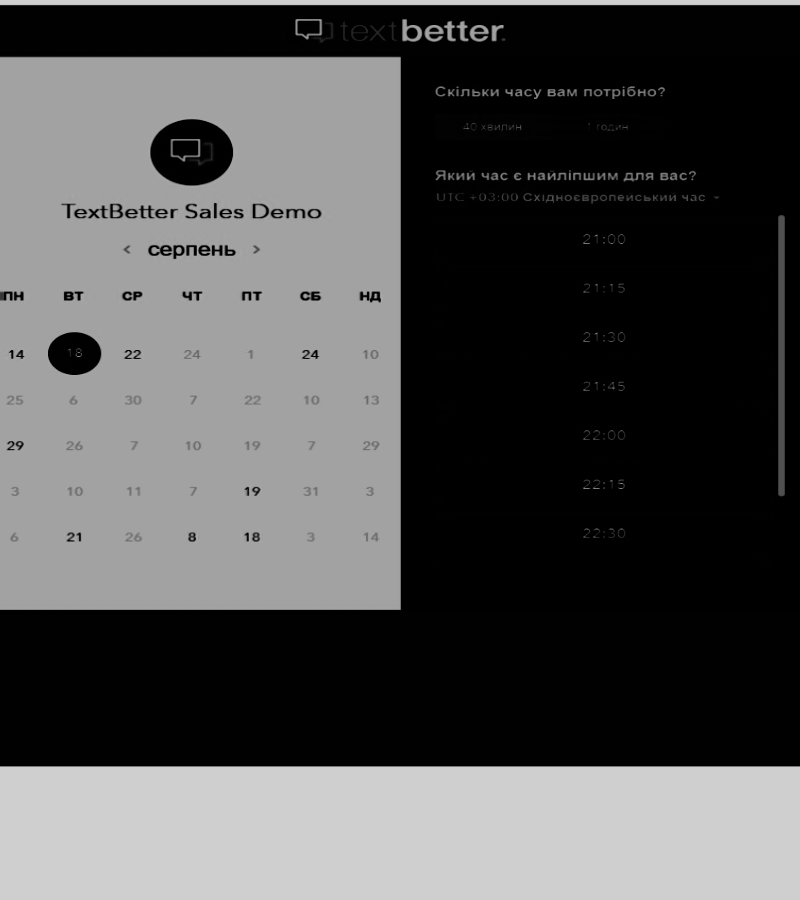 textbetter.
TextBetter Sales Demo
< серпень >
ПН ВТ СР ЧТ ПТ СБ НД
14 18 22 24 1 24 10
25 6 30 7 22 10 13
29 26 7 10 19 7 29
3 10 11 7 19 31 3
6 21 26 8 18 3 14
Скільки часу вам потрібно?
40 хвилин 1 годин
Який час є найліпшим для вас?
UTC +03:00 Східноєвропейський час
21:00
21:15
21:30
21:45
22:00
22:15
22:30